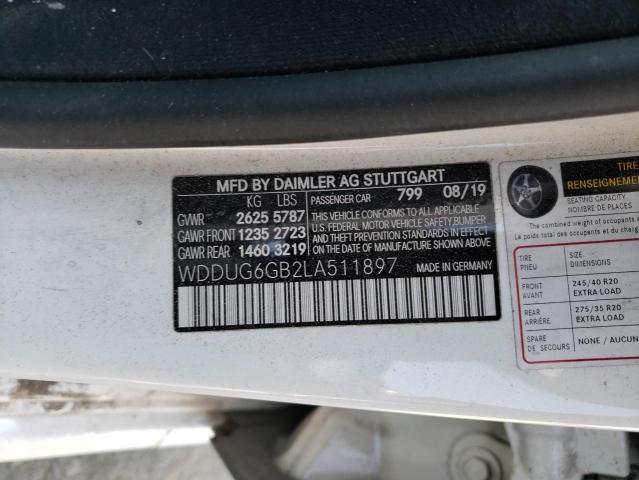 MFD BY DAIMLER AG STUTTGART
KG LBS PASSENGER CAR 799 08/19
GVWR 2625 5787
GAWR FRONT 1235 2723
GAWR REAR 1460 3219
THIS VEHICLE CONFORMS TO ALL APPLICABLE
U.S. FEDERAL MOTOR VEHICLE SAFETY, BUMPER
AND THEFT PREVENTION STANDARDS IN EFFECT
ON THE DATE OF MANUFACTURE SHOWN ABOVE.
WDDUG6GB2LA511897
MADE IN GERMANY
TIRE
RENSEIGNEMENT
SEATING CAPACITY
NOMBRE DE PLACES
The combined weight of occupants
Le poids total des occupants
TIRE SIZE
PNEU DIMENSION
FRONT 245/40 R20
AVANT EXTRA LOAD
REAR 275/35 R20
ARRIÈRE EXTRA LOAD
SPARE NONE / AUCUN
DE SECOURS